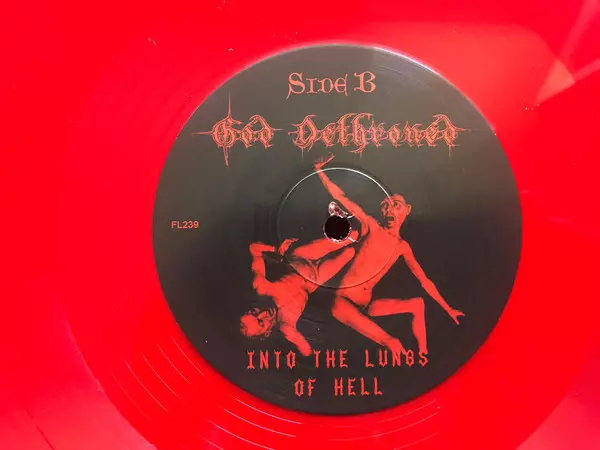 Side B
God Dethroned
FL239
INTO THE LUNGS
OF HELL